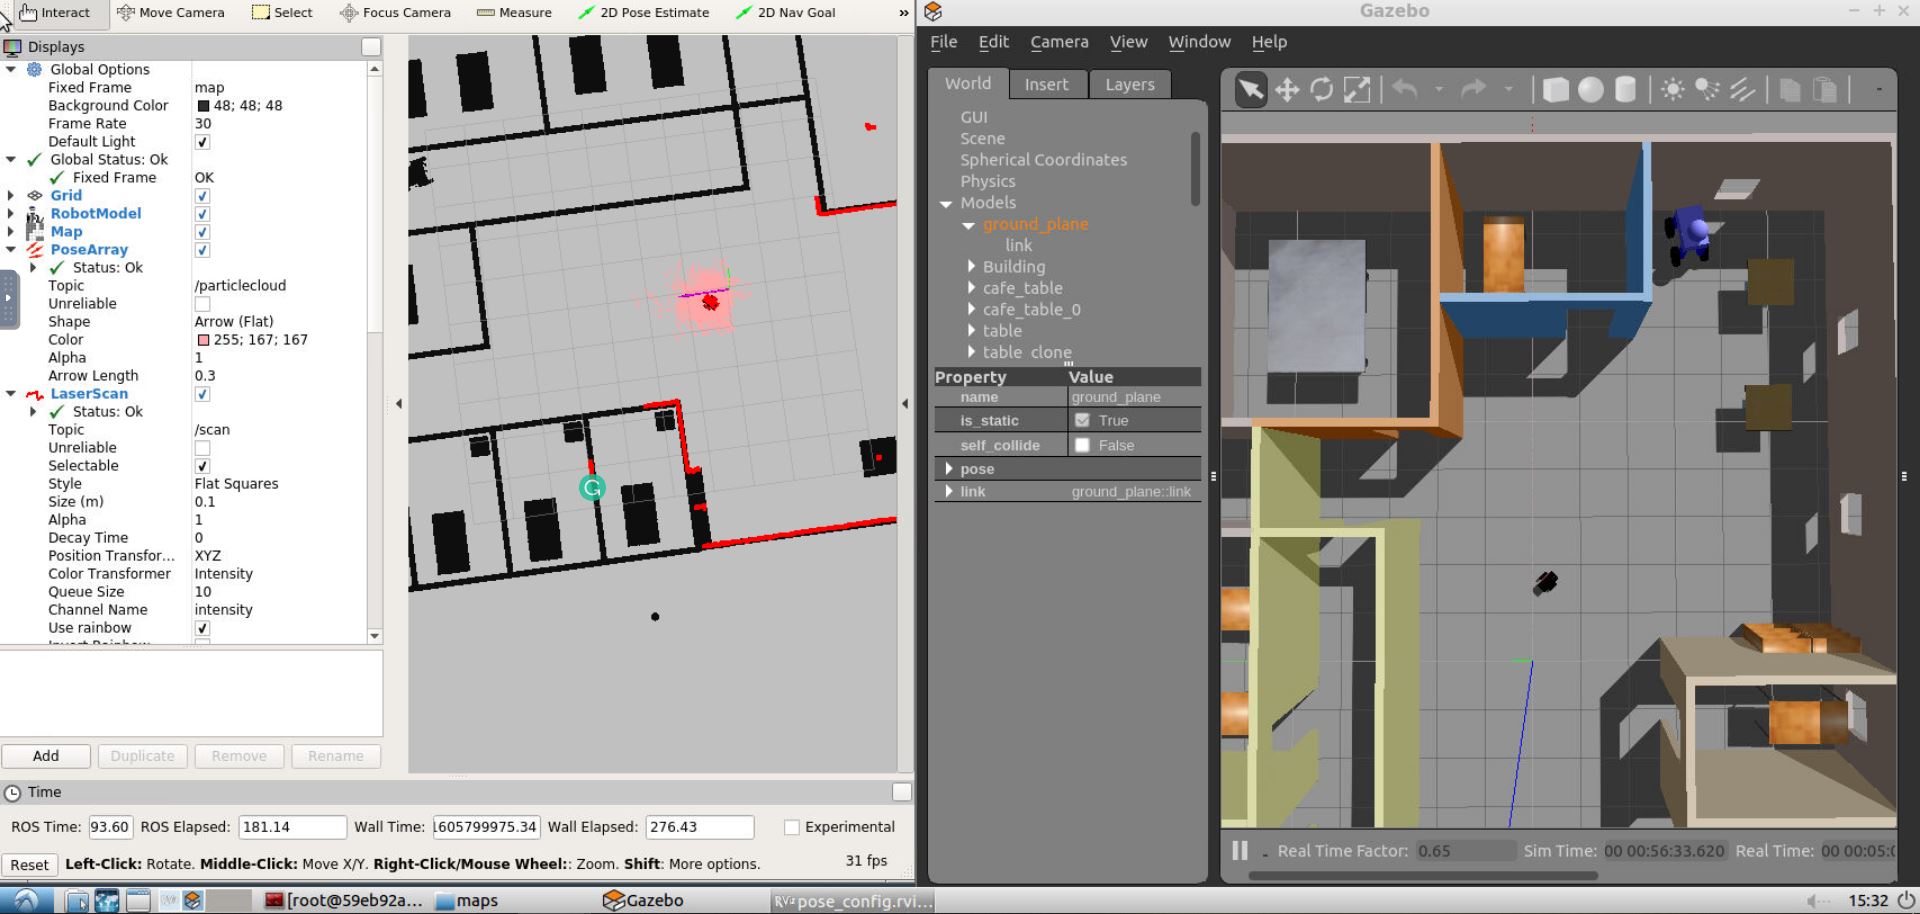 Interact
Move Camera
Select
Focus Camera
Measure
2D Pose Estimate
2D Nav Goal
»
Displays
Global Options
Fixed Frame map
Background Color 48; 48; 48
Frame Rate 30
Default Light
Global Status: Ok
Fixed Frame OK
Grid
RobotModel
Map
PoseArray
Status: Ok
Topic /particlecloud
Unreliable
Shape Arrow (Flat)
Color 255; 167; 167
Alpha 1
Arrow Length 0.3
LaserScan
Status: Ok
Topic /scan
Unreliable
Selectable
Style Flat Squares
Size (m) 0.1
Alpha 1
Decay Time 0
Position Transfor... XYZ
Color Transformer Intensity
Queue Size 10
Channel Name intensity
Use rainbow
Add
Duplicate
Remove
Rename
G
Time
ROS Time: 93.60 ROS Elapsed: 181.14 Wall Time: 1605799975.34 Wall Elapsed: 276.43 Experimental
Reset Left-Click: Rotate. Middle-Click: Move X/Y. Right-Click/Mouse Wheel:: Zoom. Shift: More options. 31 fps
Gazebo
File Edit Camera View Window Help
World Insert Layers
GUI
Scene
Spherical Coordinates
Physics
Models
ground_plane
link
Building
cafe_table
cafe_table_0
table
table clone
Property Value
name ground_plane
is_static True
self_collide False
pose
link ground_plane::link
Real Time Factor: 0.65 Sim Time: 00 00:56:33.620 Real Time: 00 00:05:0
[root@59eb92a...
maps
Gazebo
RViz pose_config.rvi...
15:32